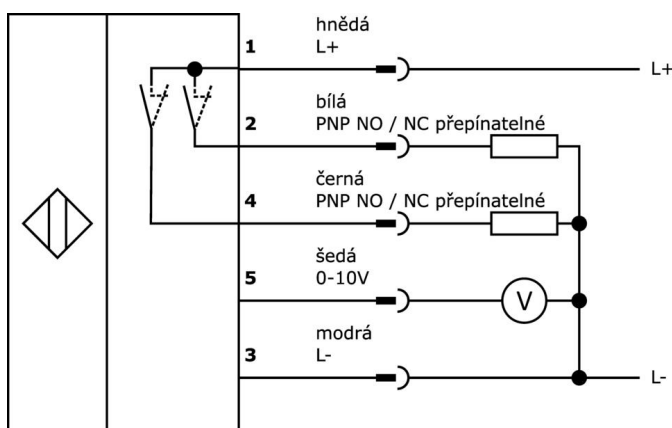 hnědá
1 L+
L+
bílá
2 PNP NO / NC přepínatelné
černá
4 PNP NO / NC přepínatelné
šedá
5 0-10V
V
modrá
3 L-
L-